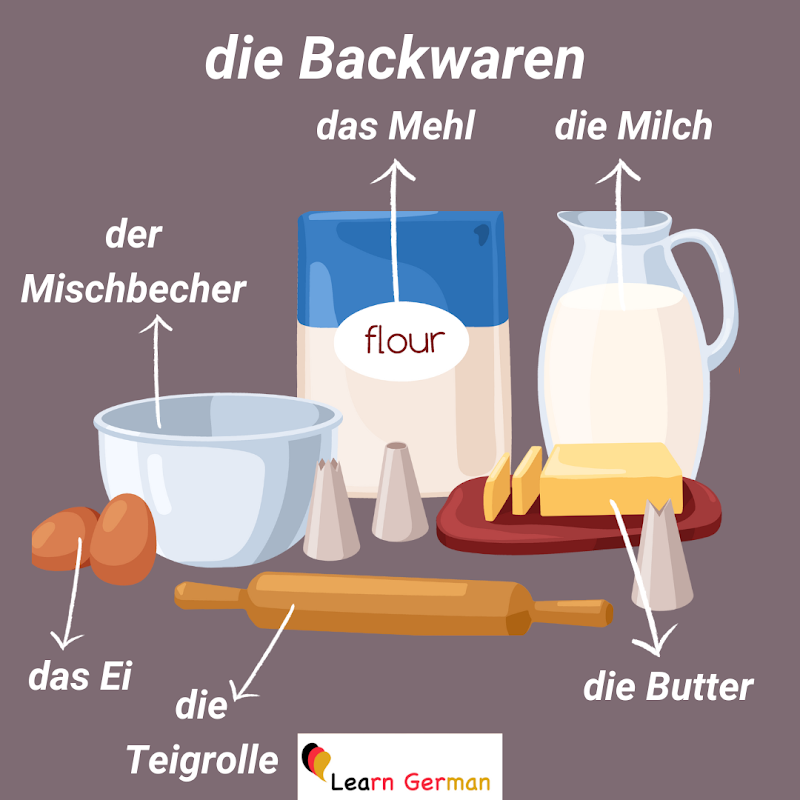 die Backwaren
das Mehl
die Milch
der
Mischbecher
flour
das Ei
die
Teigrolle
die Butter
Learn German